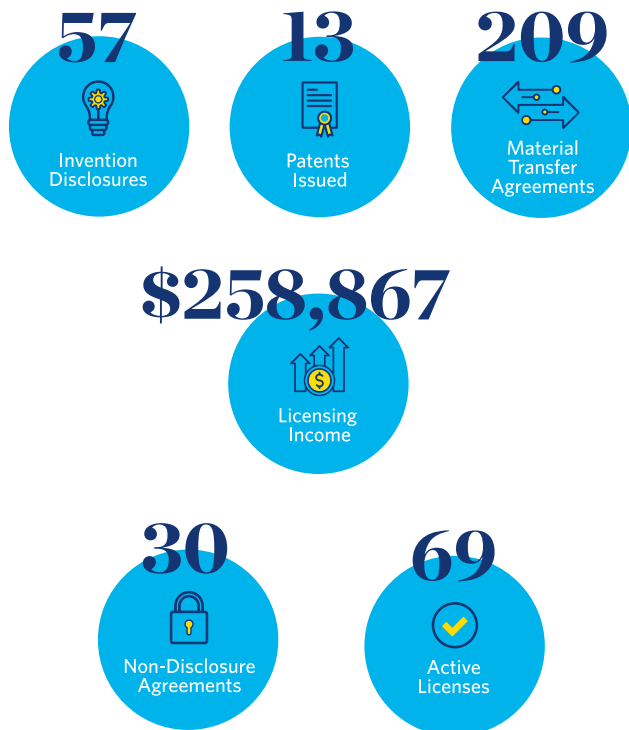 57
Invention
Disclosures
13
Patents
Issued
209
Material
Transfer
Agreements
$258,867
$
Licensing
Income
30
Non-Disclosure
Agreements
69
Active
Licenses